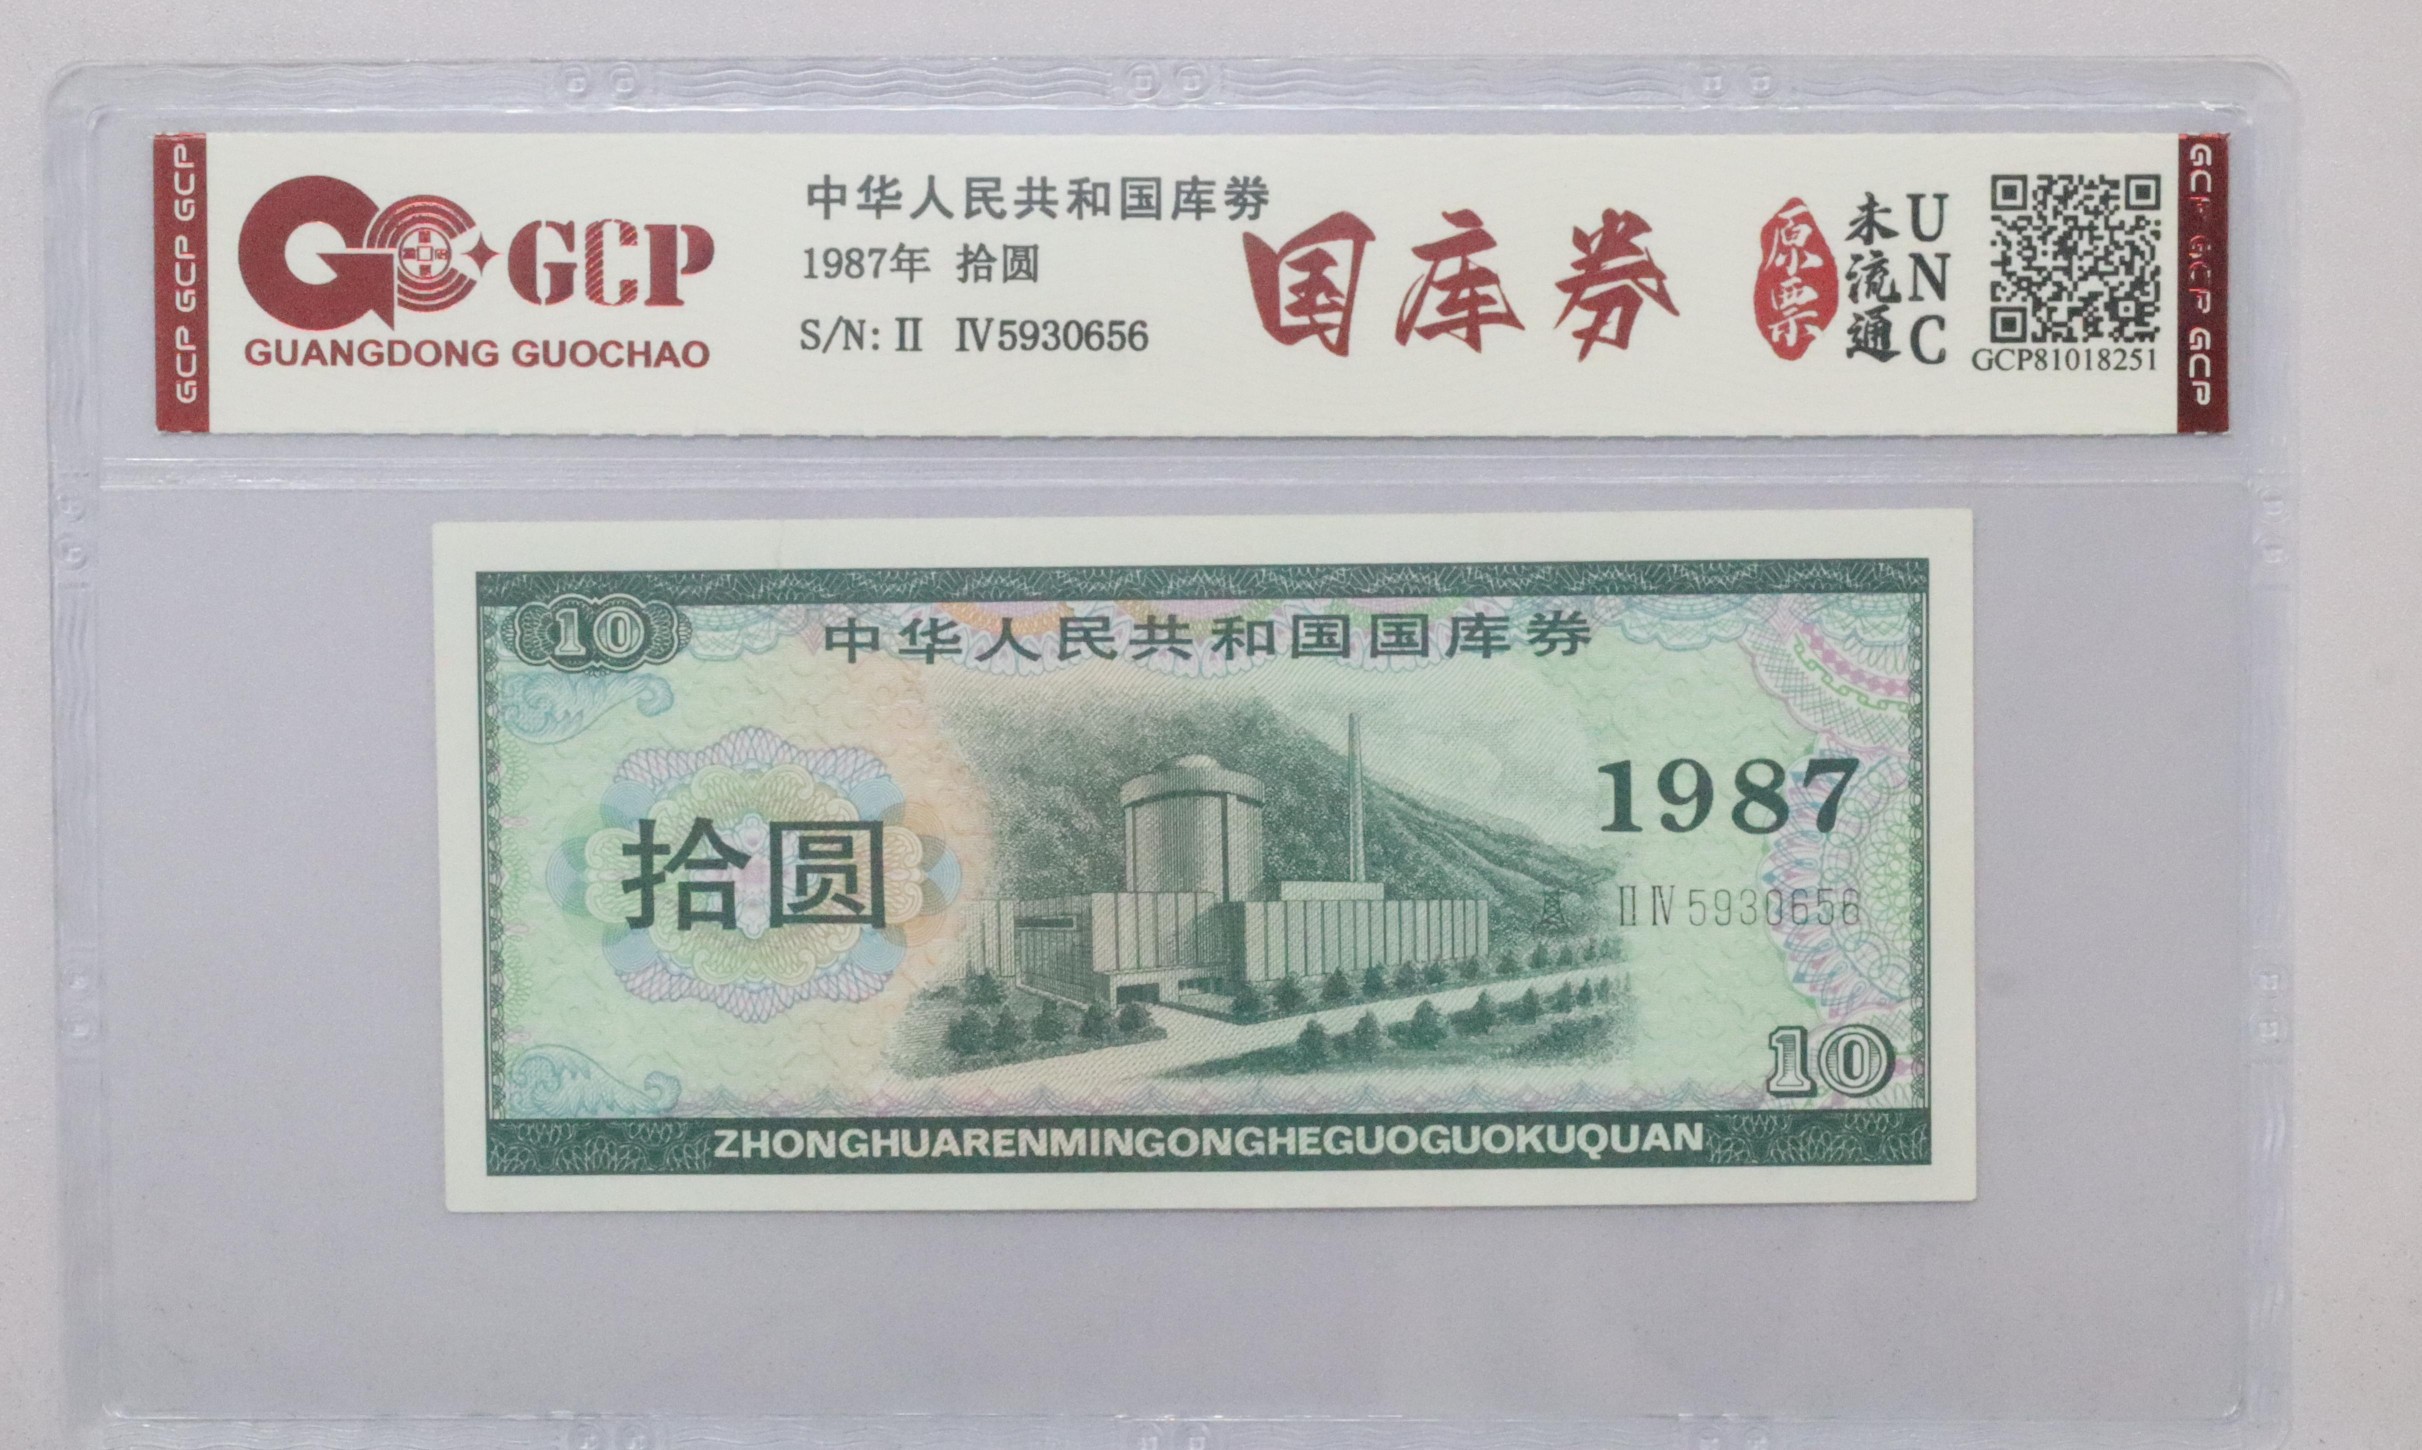 GCP GCP GCP
GCP
GUANGDONG GUOCHAO
中华人民共和国库券
1987年 拾圆
S/N: Ⅱ Ⅳ5930656
国库券
原票
未流通
UNC
GCP81018251
GCP GCP GCP
10
中华人民共和国国库券
拾圆
1987
ⅡⅣ5930656
10
ZHONGHUARENMINGONGHEGUOGUOKUQUAN